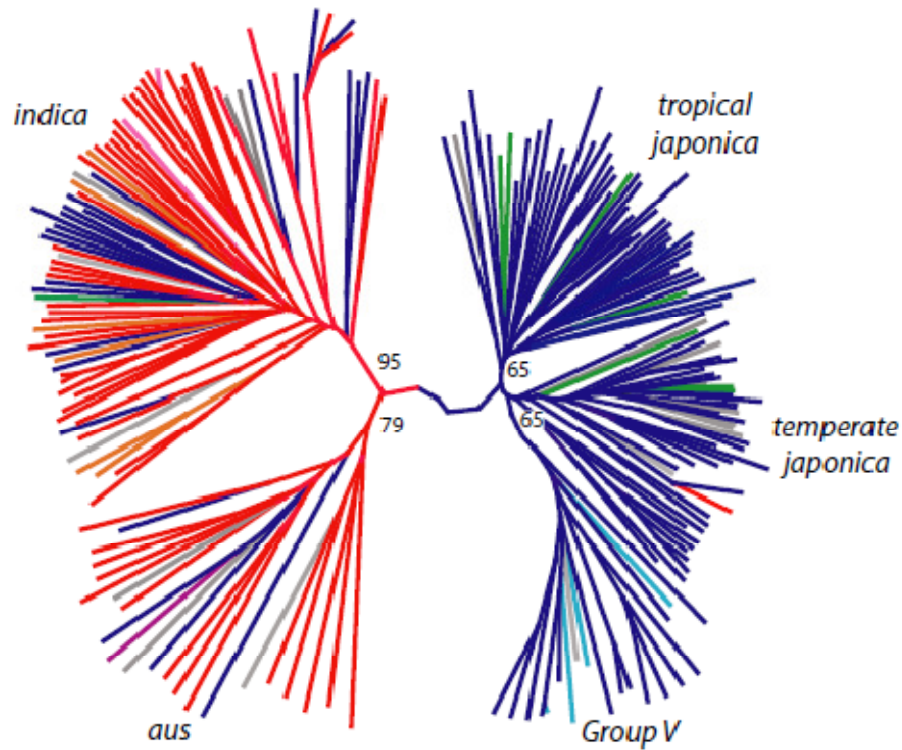 indica
tropical
japonica
95
65
79
65
temperate
japonica
aus
Group V